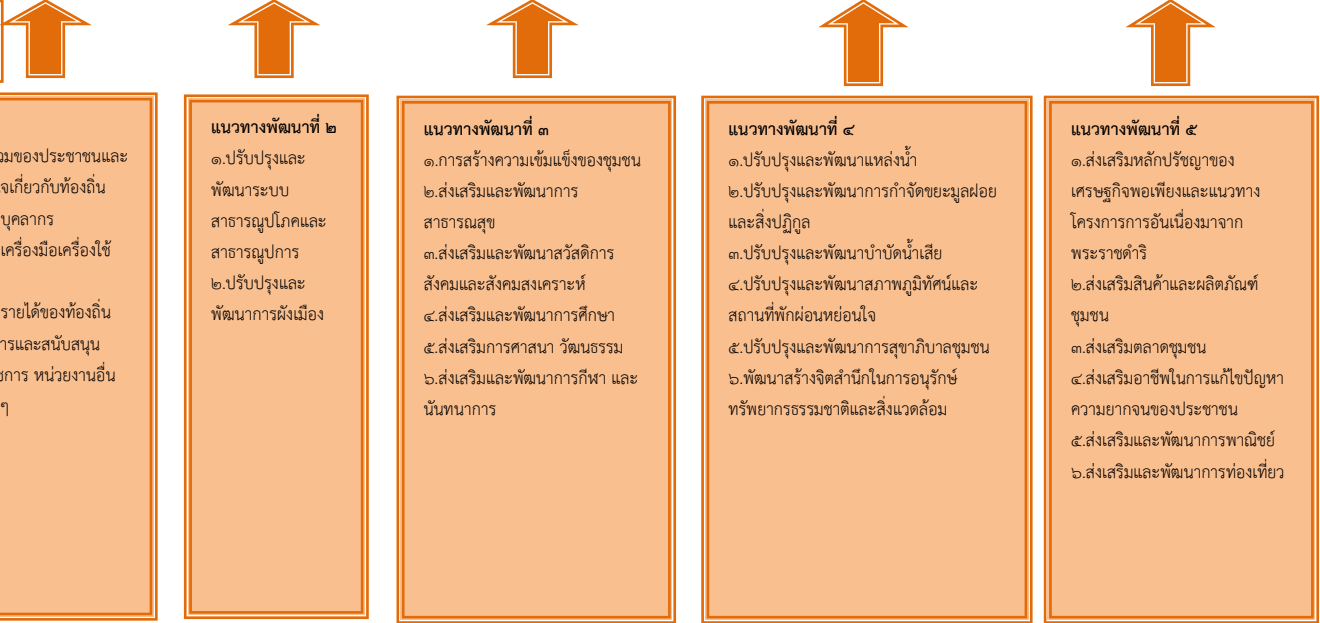 และ
เกี่ยวกับท้องถิ่น
บุคลากร
เครื่องมือเครื่องใช้
รายได้ของท้องถิ่น
และสนับสนุน
หน่วยงานอื่น
ๆ
แนวทางพัฒนาที่ ๒
๑.ปรับปรุงและ
พัฒนาระบบ
สาธารณูปโภคและ
สาธารณูปการ
๒.ปรับปรุงและ
พัฒนาการผังเมือง
แนวทางพัฒนาที่ ๓
๑.การสร้างความเข้มแข็งของชุมชน
๒.ส่งเสริมและพัฒนาการ
สาธารณสุข
๓.ส่งเสริมและพัฒนาสวัสดิการ
สังคมและสังคมสงเคราะห์
๔.ส่งเสริมและพัฒนาการศึกษา
๕.ส่งเสริมการศาสนา วัฒนธรรม
๖.ส่งเสริมและพัฒนาการกีฬา และ
นันทนาการ
แนวทางพัฒนาที่ ๔
๑.ปรับปรุงและพัฒนาแหล่งน้ำ
๒.ปรับปรุงและพัฒนาการกำจัดขยะมูลฝอย
และสิ่งปฏิกูล
๓.ปรับปรุงและพัฒนาบำบัดน้ำเสีย
๔.ปรับปรุงและพัฒนาสภาพภูมิทัศน์และ
สถานที่พักผ่อนหย่อนใจ
๕.ปรับปรุงและพัฒนาการสุขาภิบาลชุมชน
๖.พัฒนาสร้างจิตสำนึกในการอนุรักษ์
ทรัพยากรธรรมชาติและสิ่งแวดล้อม
แนวทางพัฒนาที่ ๕
๑.ส่งเสริมหลักปรัชญาของ
เศรษฐกิจพอเพียงและแนวทาง
โครงการการอันเนื่องมาจาก
พระราชดำริ
๒.ส่งเสริมสินค้าและผลิตภัณฑ์
ชุมชน
๓.ส่งเสริมตลาดชุมชน
๔.ส่งเสริมอาชีพในการแก้ไขปัญหา
ความยากจนของประชาชน
๕.ส่งเสริมและพัฒนาการพาณิชย์
๖.ส่งเสริมและพัฒนาการท่องเที่ยว